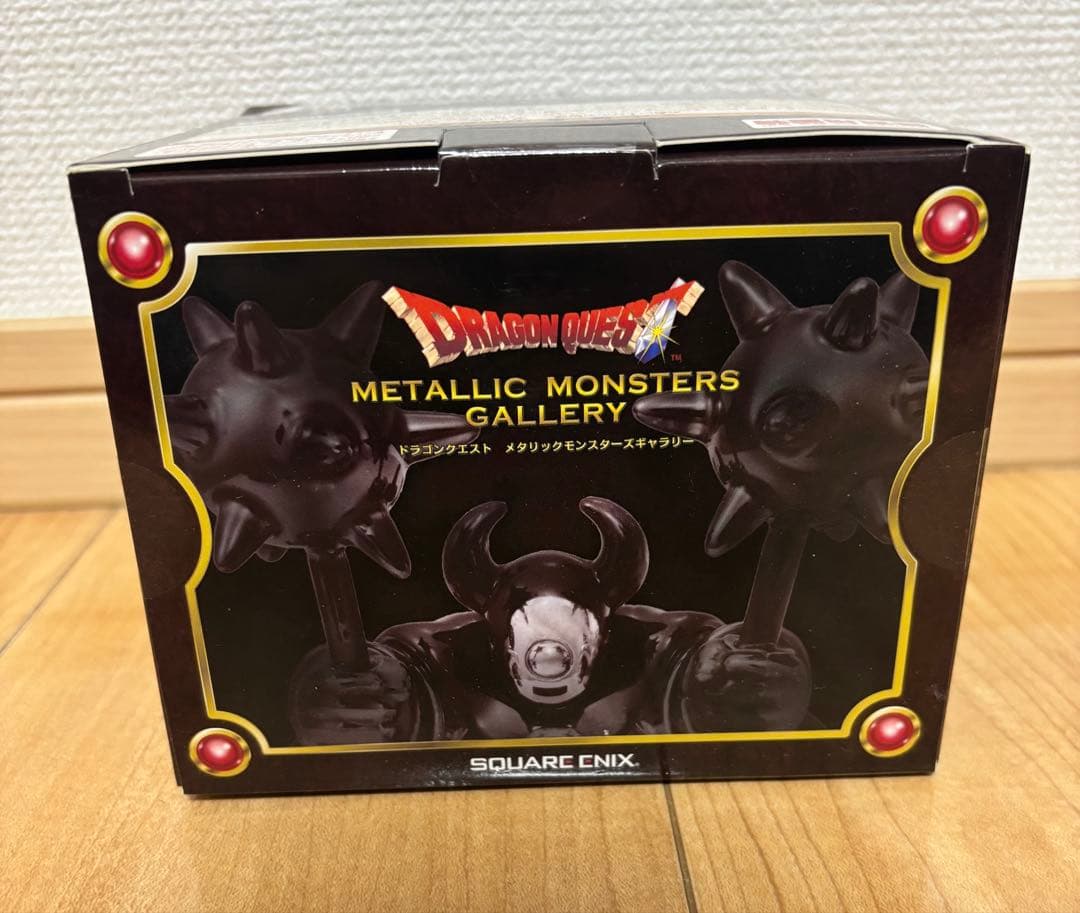 DRAGON QUEST™
METALLIC MONSTERS
GALLERY
ドラゴンクエスト メタリックモンスターズギャラリー
SQUARE ENIX